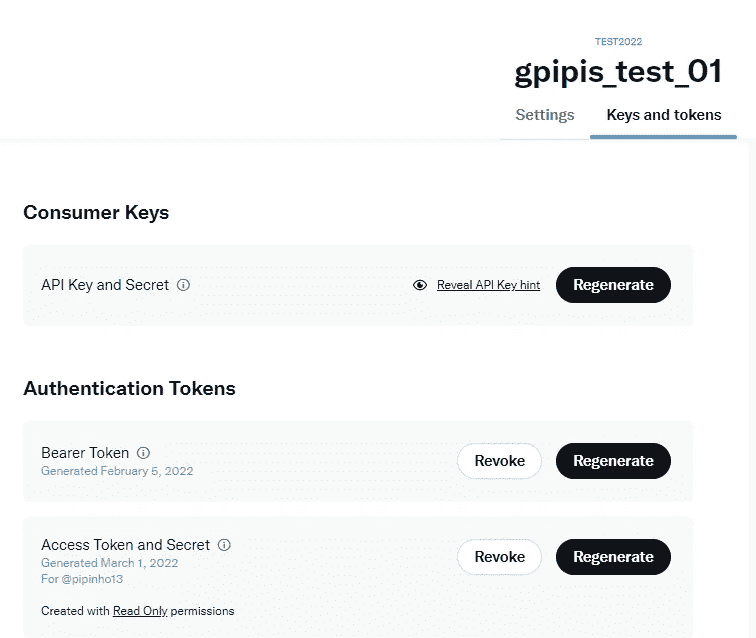 TEST2022
gpipis_test_01
Settings Keys and tokens
Consumer Keys
API Key and Secret Reveal API Key hint Regenerate
Authentication Tokens
Bearer Token Revoke Regenerate
Generated February 5, 2022
Access Token and Secret Revoke Regenerate
Generated March 1, 2022
For @pipinho13
Created with Read Only permissions